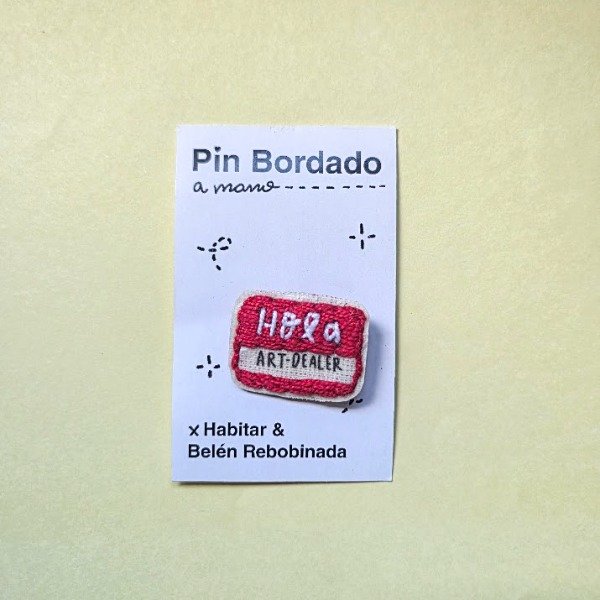 Pin Bordado
a mano
Hola
ART-DEALER
x Habitar &
Belén Rebobinada